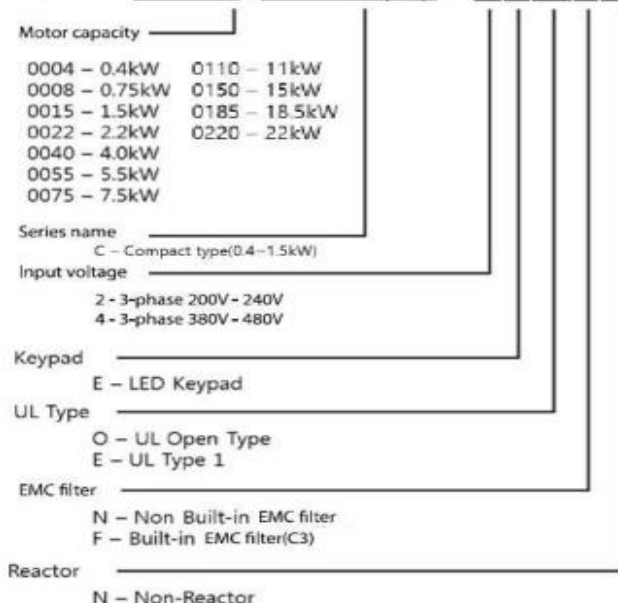 Motor capacity
0004 – 0.4kW 0110 – 11kW
0008 – 0.75kW 0150 – 15kW
0015 – 1.5kW 0185 – 18.5kW
0022 – 2.2kW 0220 – 22kW
0040 – 4.0kW
0055 – 5.5kW
0075 – 7.5kW
Series name
C – Compact type(0.4~1.5kW)
Input voltage
2 - 3-phase 200V - 240V
4 - 3-phase 380V - 480V
Keypad
E – LED Keypad
UL Type
O – UL Open Type
E – UL Type 1
EMC filter
N – Non Built-in EMC filter
F – Built-in EMC filter(C3)
Reactor
N – Non-Reactor